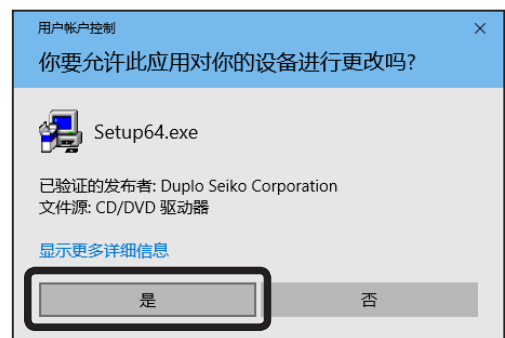 用户帐户控制
你要允许此应用对你的设备进行更改吗?
Setup64.exe
已验证的发布者: Duplo Seiko Corporation
文件源: CD/DVD 驱动器
显示更多详细信息
是
否